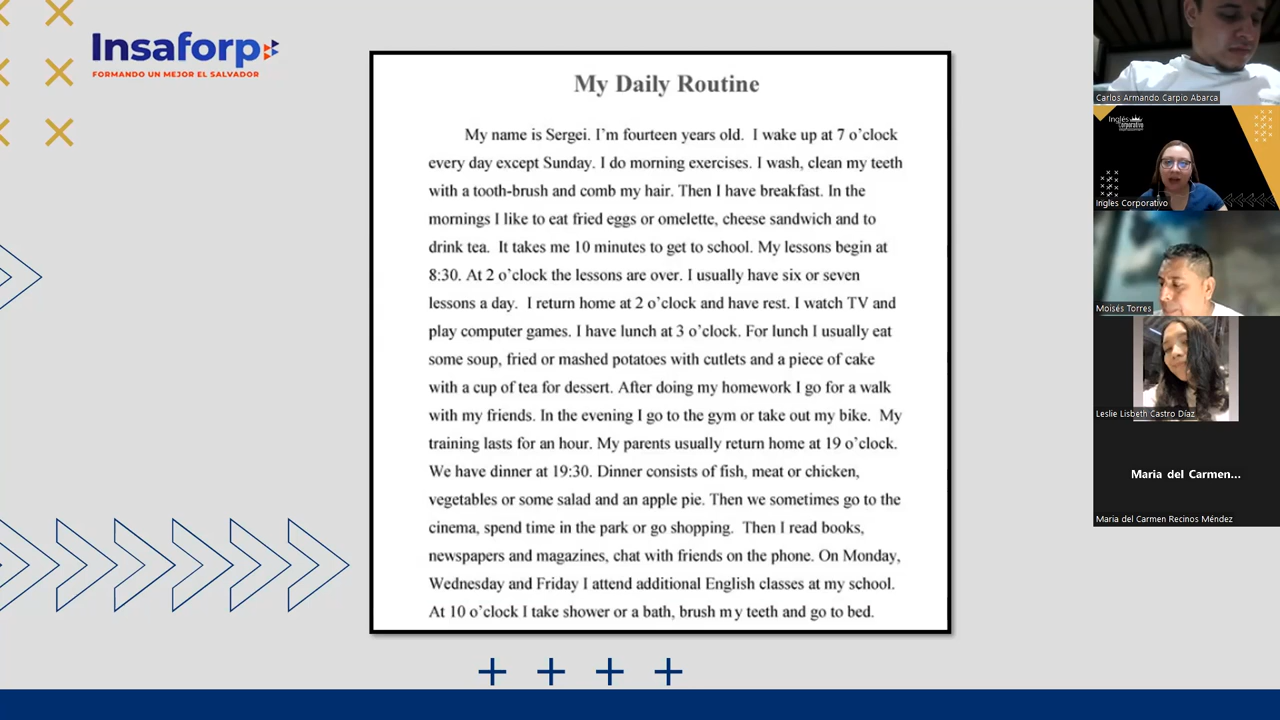 Insaforp
FORMANDO UN MEJOR EL SALVADOR
My Daily Routine
My name is Sergei. I'm fourteen years old. I wake up at 7 o'clock
every day except Sunday. I do morning exercises. I wash, clean my teeth
with a tooth-brush and comb my hair. Then I have breakfast. In the
mornings I like to eat fried eggs or omelette, cheese sandwich and to
drink tea. It takes me 10 minutes to get to school. My lessons begin at
8:30. At 2 o'clock the lessons are over. I usually have six or seven
lessons a day. I return home at 2 o'clock and have rest. I watch TV and
play computer games. I have lunch at 3 o'clock. For lunch I usually eat
some soup, fried or mashed potatoes with cutlets and a piece of cake
with a cup of tea for dessert. After doing my homework I go for a walk
with my friends. In the evening I go to the gym or take out my bike. My
training lasts for an hour. My parents usually return home at 19 o'clock.
We have dinner at 19:30. Dinner consists of fish, meat or chicken,
vegetables or some salad and an apple pie. Then we sometimes go to the
cinema, spend time in the park or go shopping. Then I read books,
newspapers and magazines, chat with friends on the phone. On Monday,
Wednesday and Friday I attend additional English classes at my school.
At 10 o'clock I take shower or a bath, brush my teeth and go to bed.
Carlos Armando Carpio Abarca
Inglés
Corporativo
Ingles Corporativo
Moisés Torres
Leslie Lisbeth Castro Díaz
Maria del Carmen...
Maria del Carmen Recinos Méndez